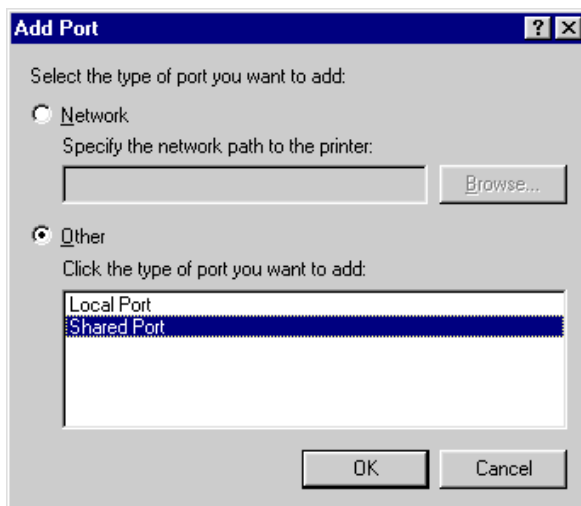 Add Port
Select the type of port you want to add:
Network
Specify the network path to the printer:
Browse...
Other
Click the type of port you want to add:
Local Port
Shared Port
OK Cancel